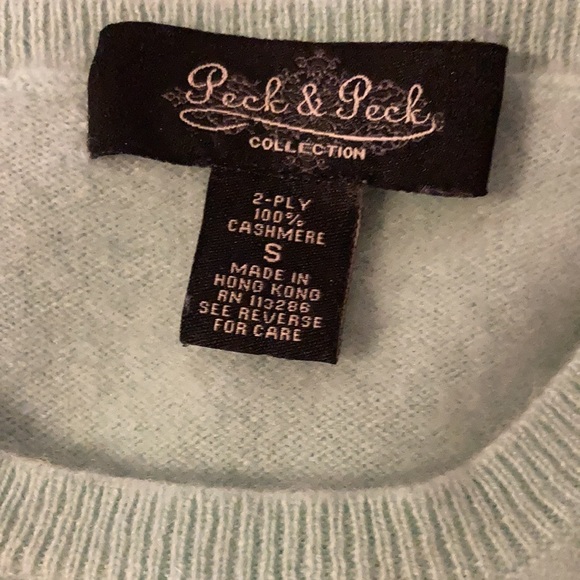 Peck & Peck
COLLECTION
2-PLY
100%
CASHMERE
S
MADE IN
HONG KONG
RN 113286
SEE REVERSE
FOR CARE